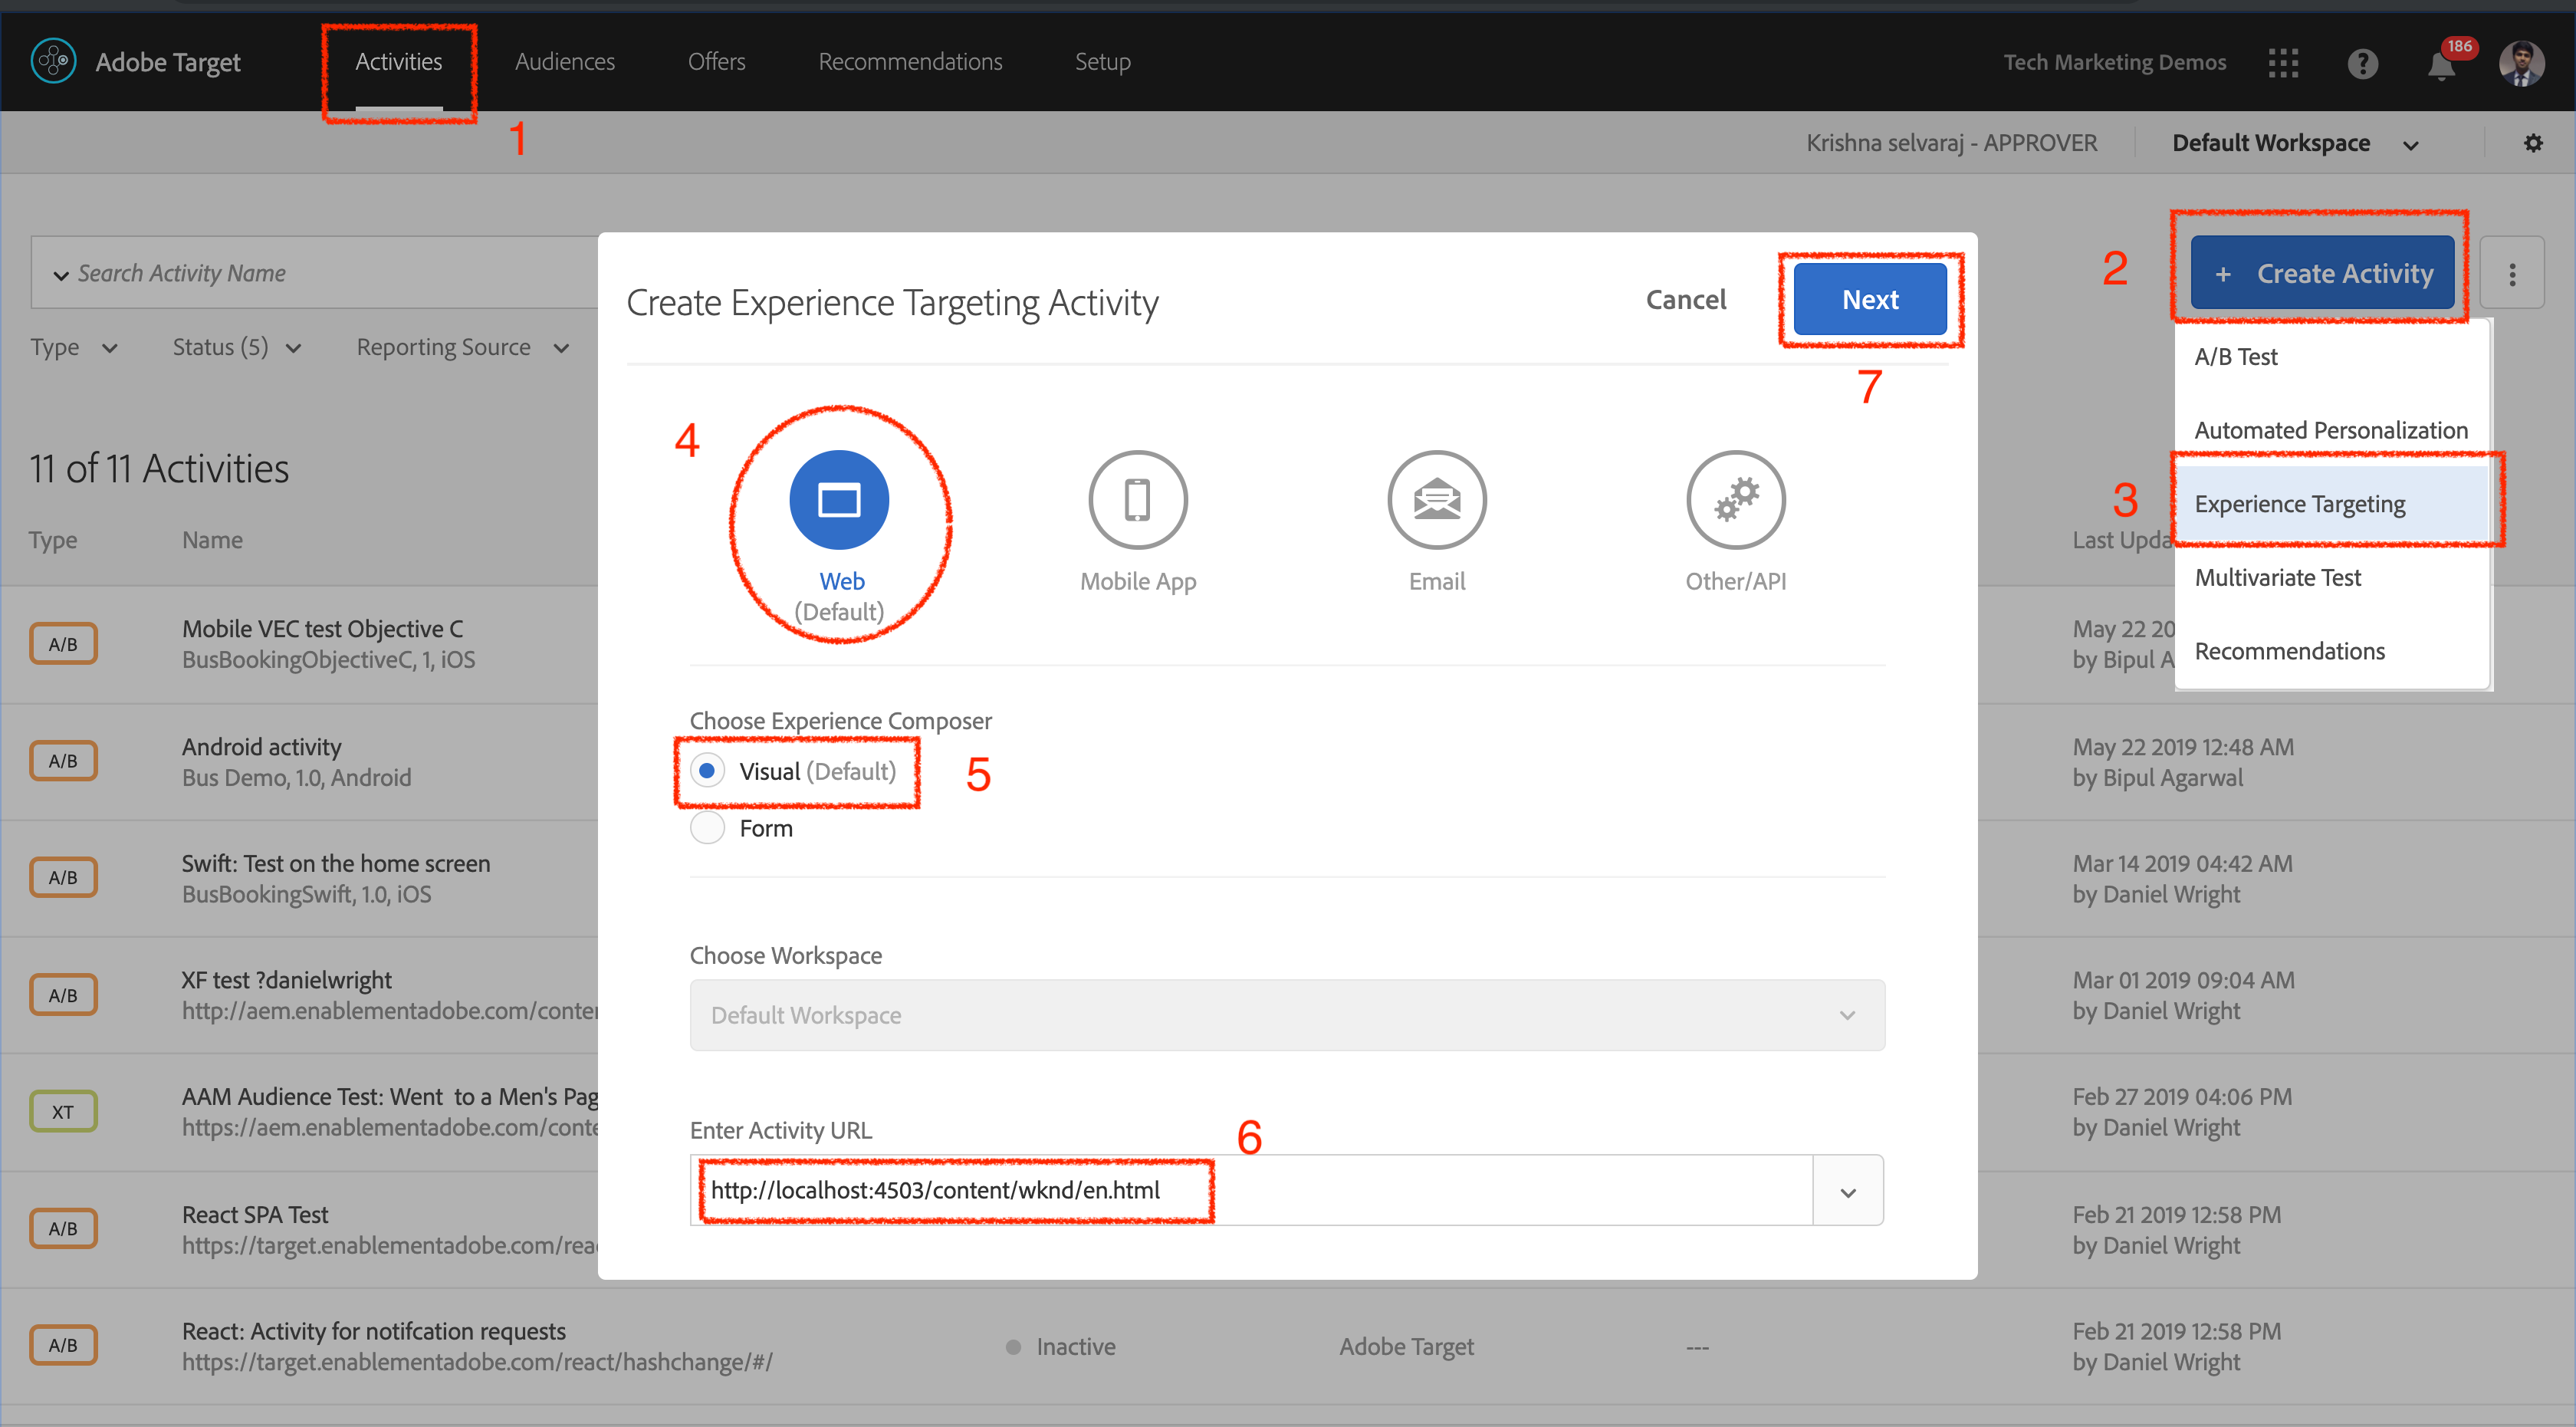 Adobe Target
Activities
Audiences
Offers
Recommendations
Setup
Tech Marketing Demos
186
1
Krishna selvaraj - APPROVER
Default Workspace
Search Activity Name
Type
Status (5)
Reporting Source
2
+ Create Activity
A/B Test
Automated Personalization
3
Experience Targeting
Multivariate Test
Recommendations
Create Experience Targeting Activity
Cancel
Next
7
4
Web
(Default)
Mobile App
Email
Other/API
Choose Experience Composer
Visual (Default)
5
Form
Choose Workspace
Default Workspace
Enter Activity URL
6
http://localhost:4503/content/wknd/en.html
11 of 11 Activities
Type
Name
Last Upda
A/B
Mobile VEC test Objective C
BusBookingObjectiveC, 1, iOS
May 22 20
by Bipul A
A/B
Android activity
Bus Demo, 1.0, Android
May 22 2019 12:48 AM
by Bipul Agarwal
A/B
Swift: Test on the home screen
BusBookingSwift, 1.0, iOS
Mar 14 2019 04:42 AM
by Daniel Wright
A/B
XF test ?danielwright
http://aem.enablementadobe.com/conten
Mar 01 2019 09:04 AM
by Daniel Wright
XT
AAM Audience Test: Went to a Men's Pag
https://aem.enablementadobe.com/conte
Feb 27 2019 04:06 PM
by Daniel Wright
A/B
React SPA Test
https://target.enablementadobe.com/rea
Feb 21 2019 12:58 PM
by Daniel Wright
A/B
React: Activity for notifcation requests
https://target.enablementadobe.com/react/hashchange/#/
Inactive
Adobe Target
---
Feb 21 2019 12:58 PM
by Daniel Wright